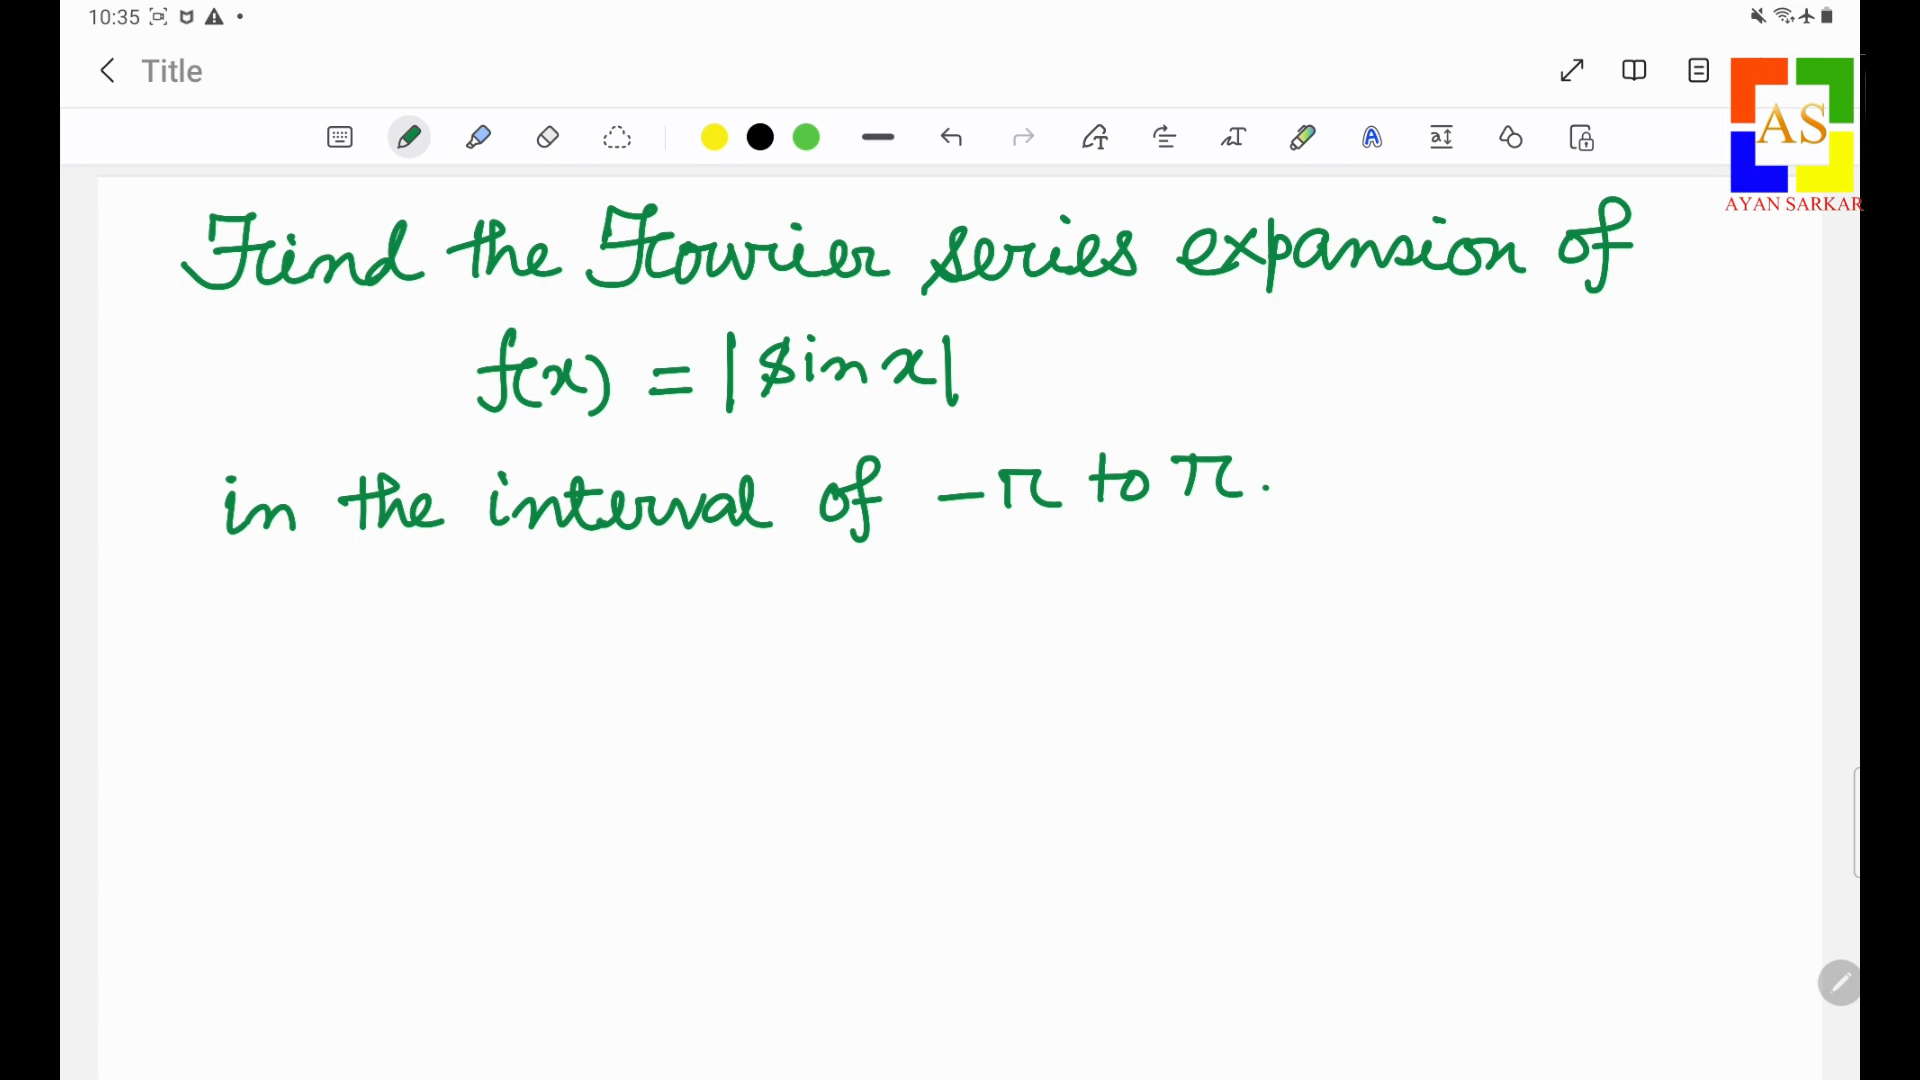 10:35
Title
AS
AYAN SARKAR
Find the Fourier series expansion of
f(x) = |sin x|
in the interval of -π to π.